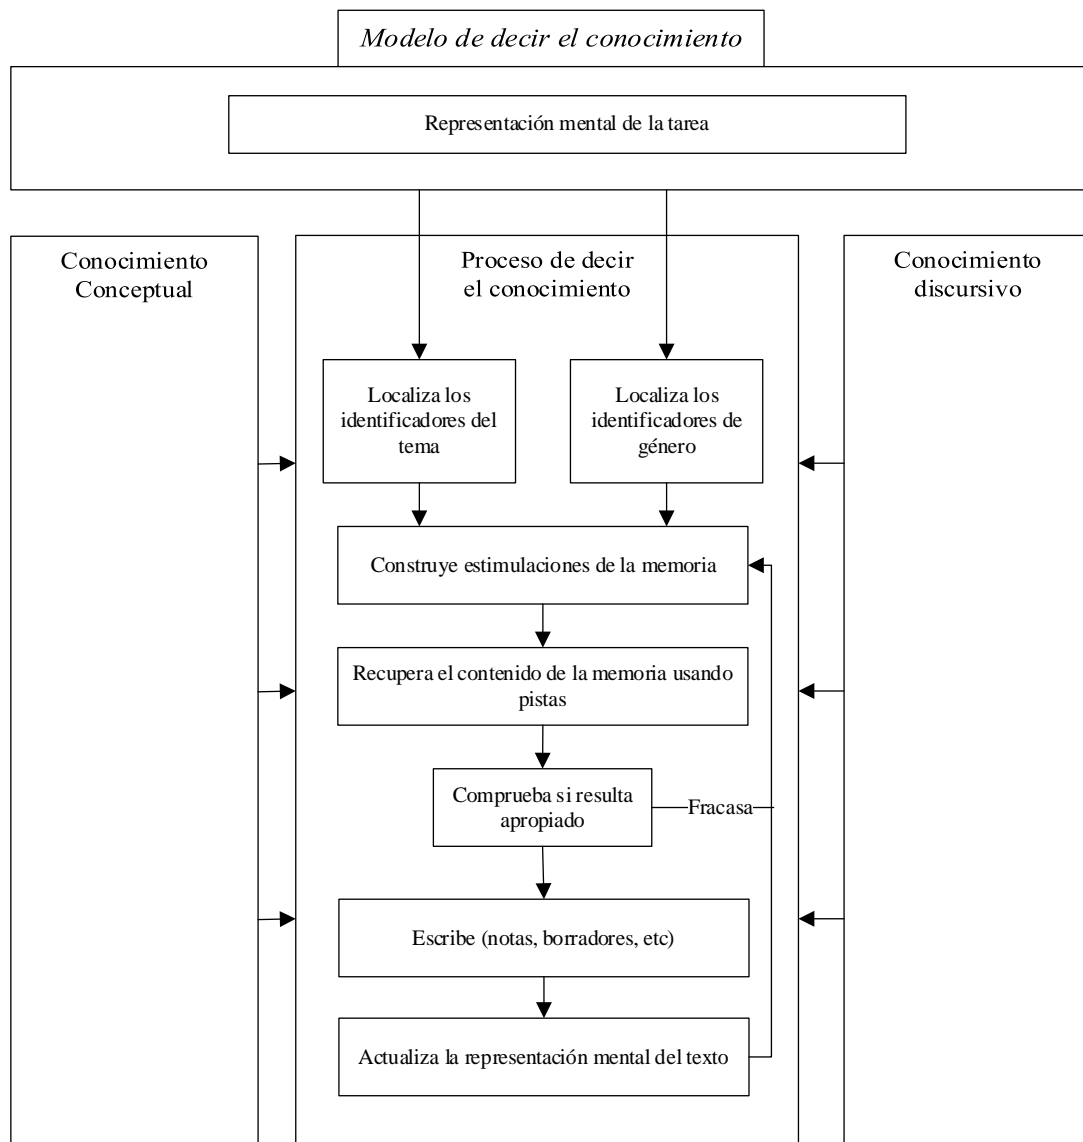 Modelo de decir el conocimiento
Representación mental de la tarea
Conocimiento
Conceptual
Proceso de decir
el conocimiento
Conocimiento
discursivo
Localiza los
identificadores del
tema
Localiza los
identificadores de
género
Construye estimulaciones de la memoria
Recupera el contenido de la memoria usando
pistas
Comprueba si resulta
apropiado
Fracasa
Escribe (notas, borradores, etc)
Actualiza la representación mental del texto